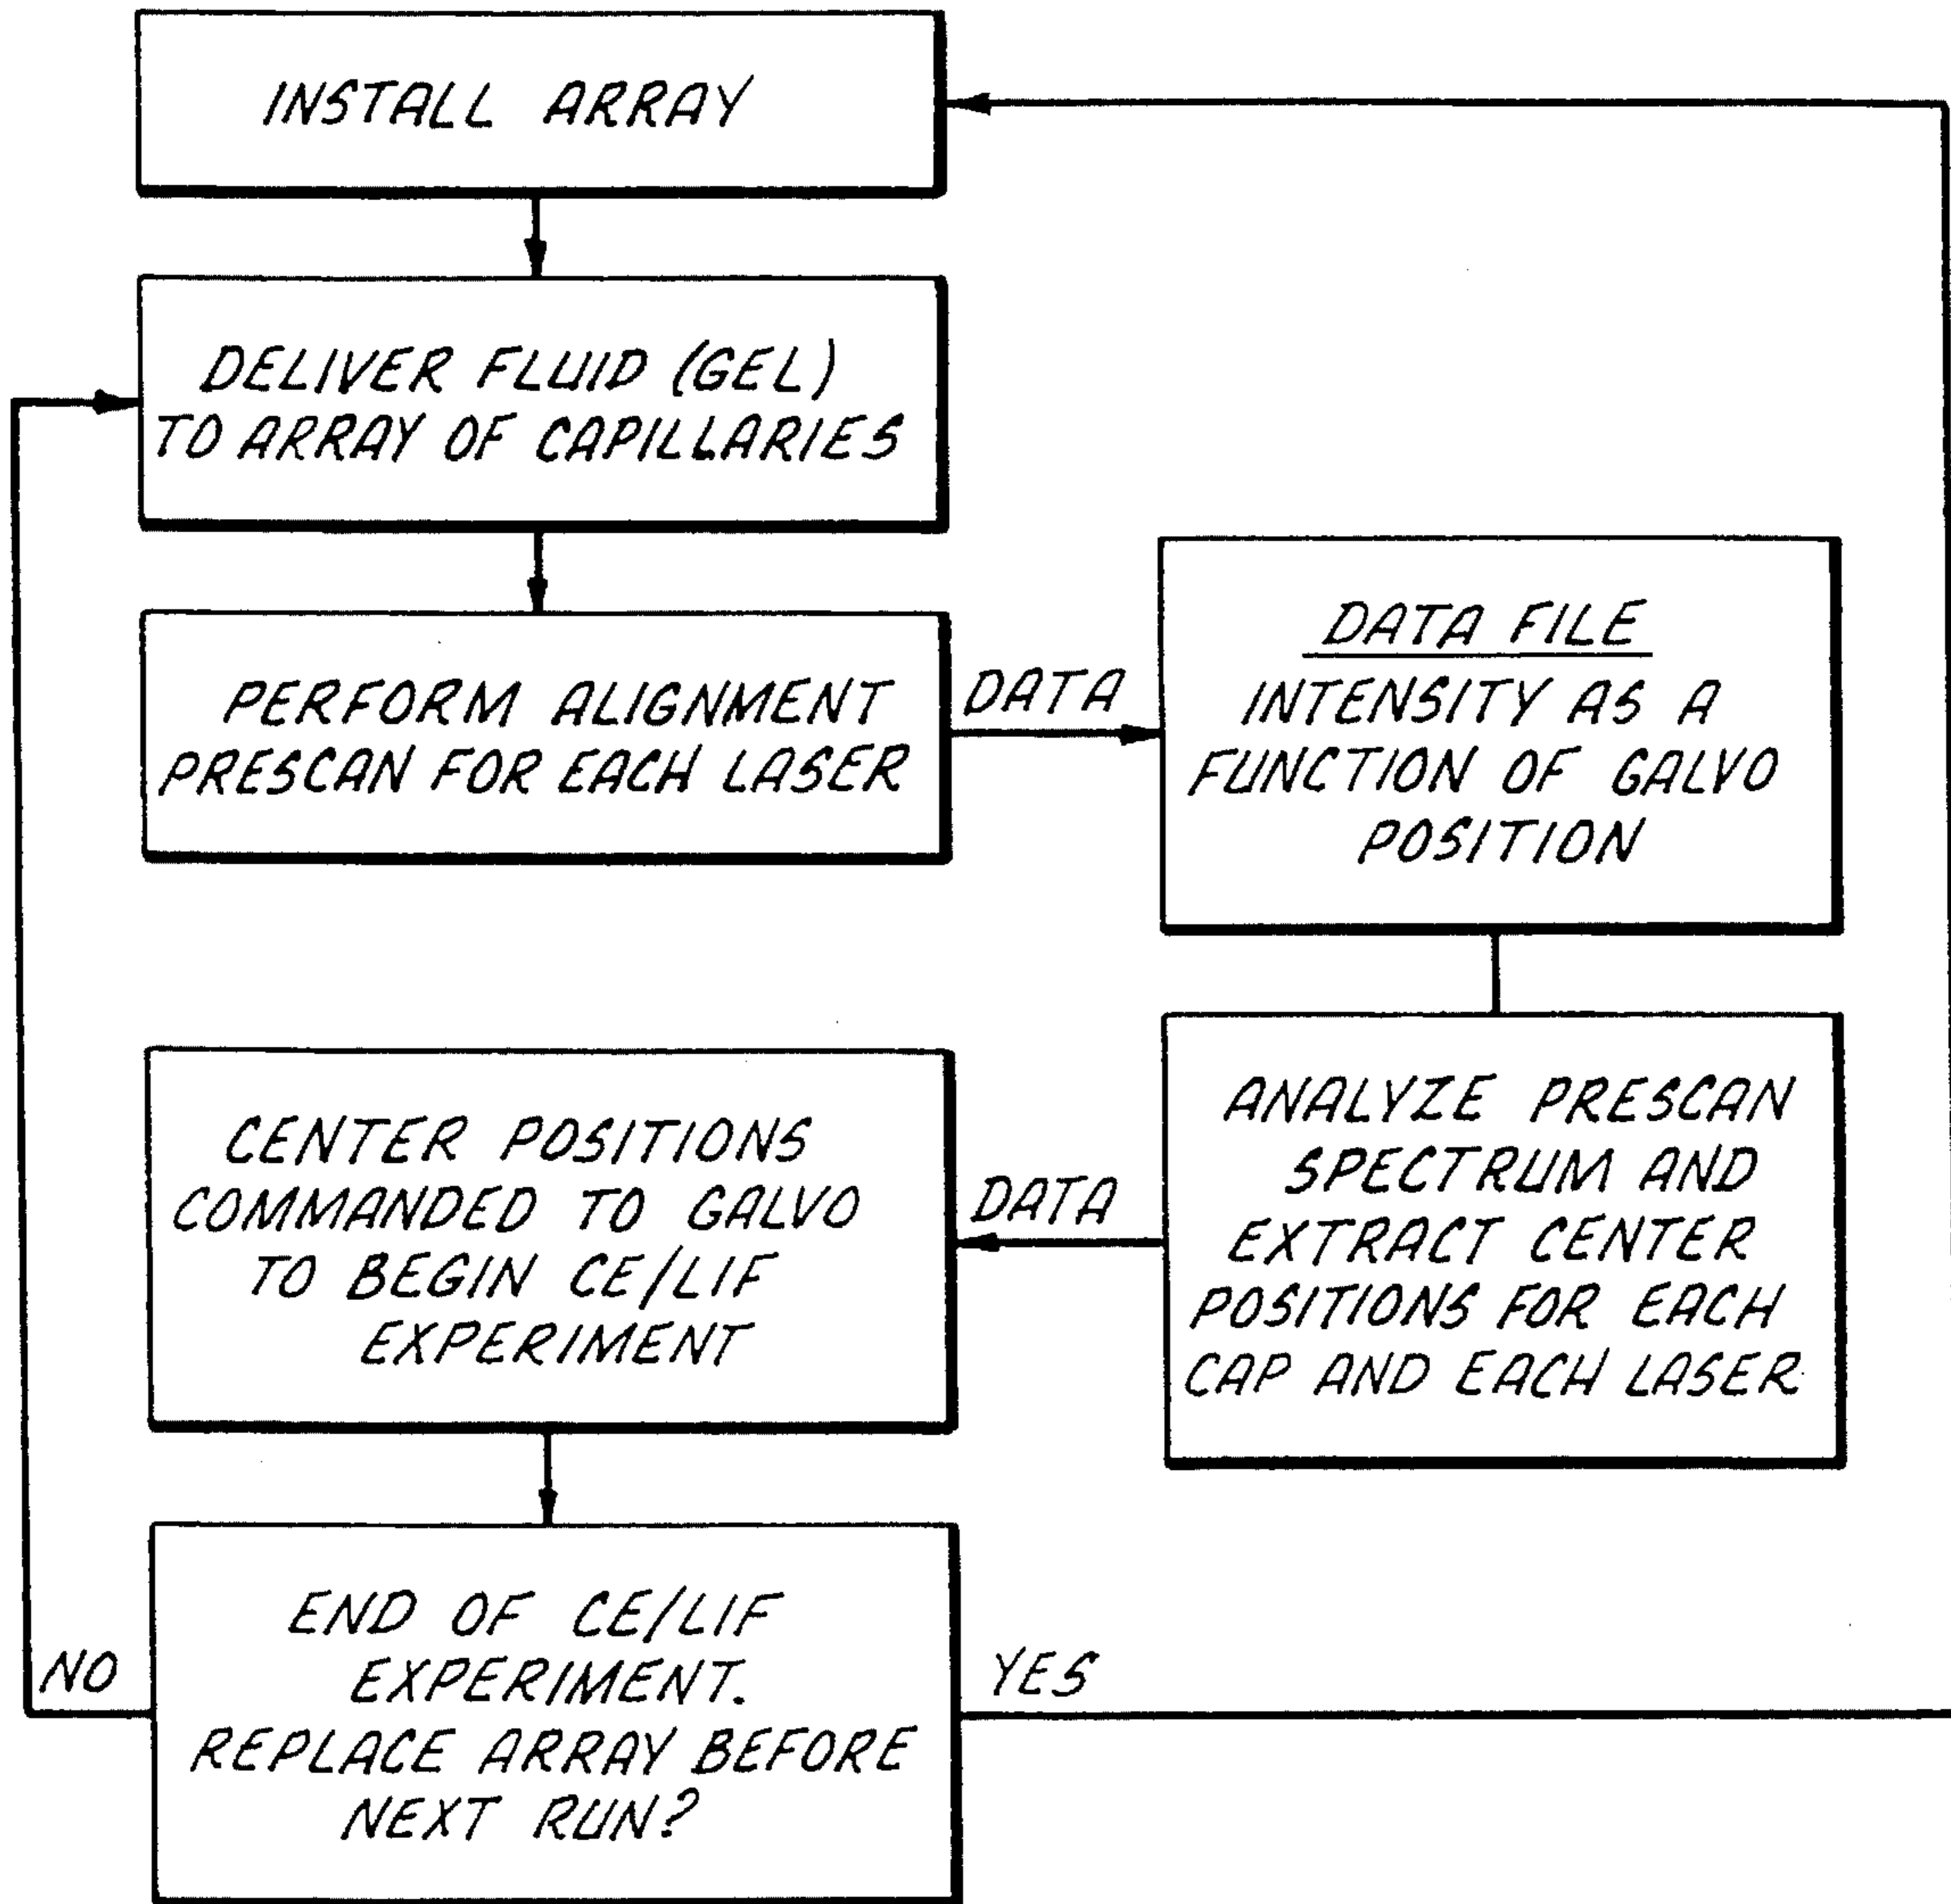 INSTALL ARRAY
DELIVER FLUID (GEL)
TO ARRAY OF CAPILLARIES
PERFORM ALIGNMENT
PRESCAN FOR EACH LASER
DATA
DATA FILE
INTENSITY AS A
FUNCTION OF GALVO
POSITION
ANALYZE PRESCAN
SPECTRUM AND
EXTRACT CENTER
POSITIONS FOR EACH
CAP AND EACH LASER
DATA
CENTER POSITIONS
COMMANDED TO GALVO
TO BEGIN CE/LIF
EXPERIMENT
END OF CE/LIF
EXPERIMENT.
REPLACE ARRAY BEFORE
NEXT RUN?
NO
YES